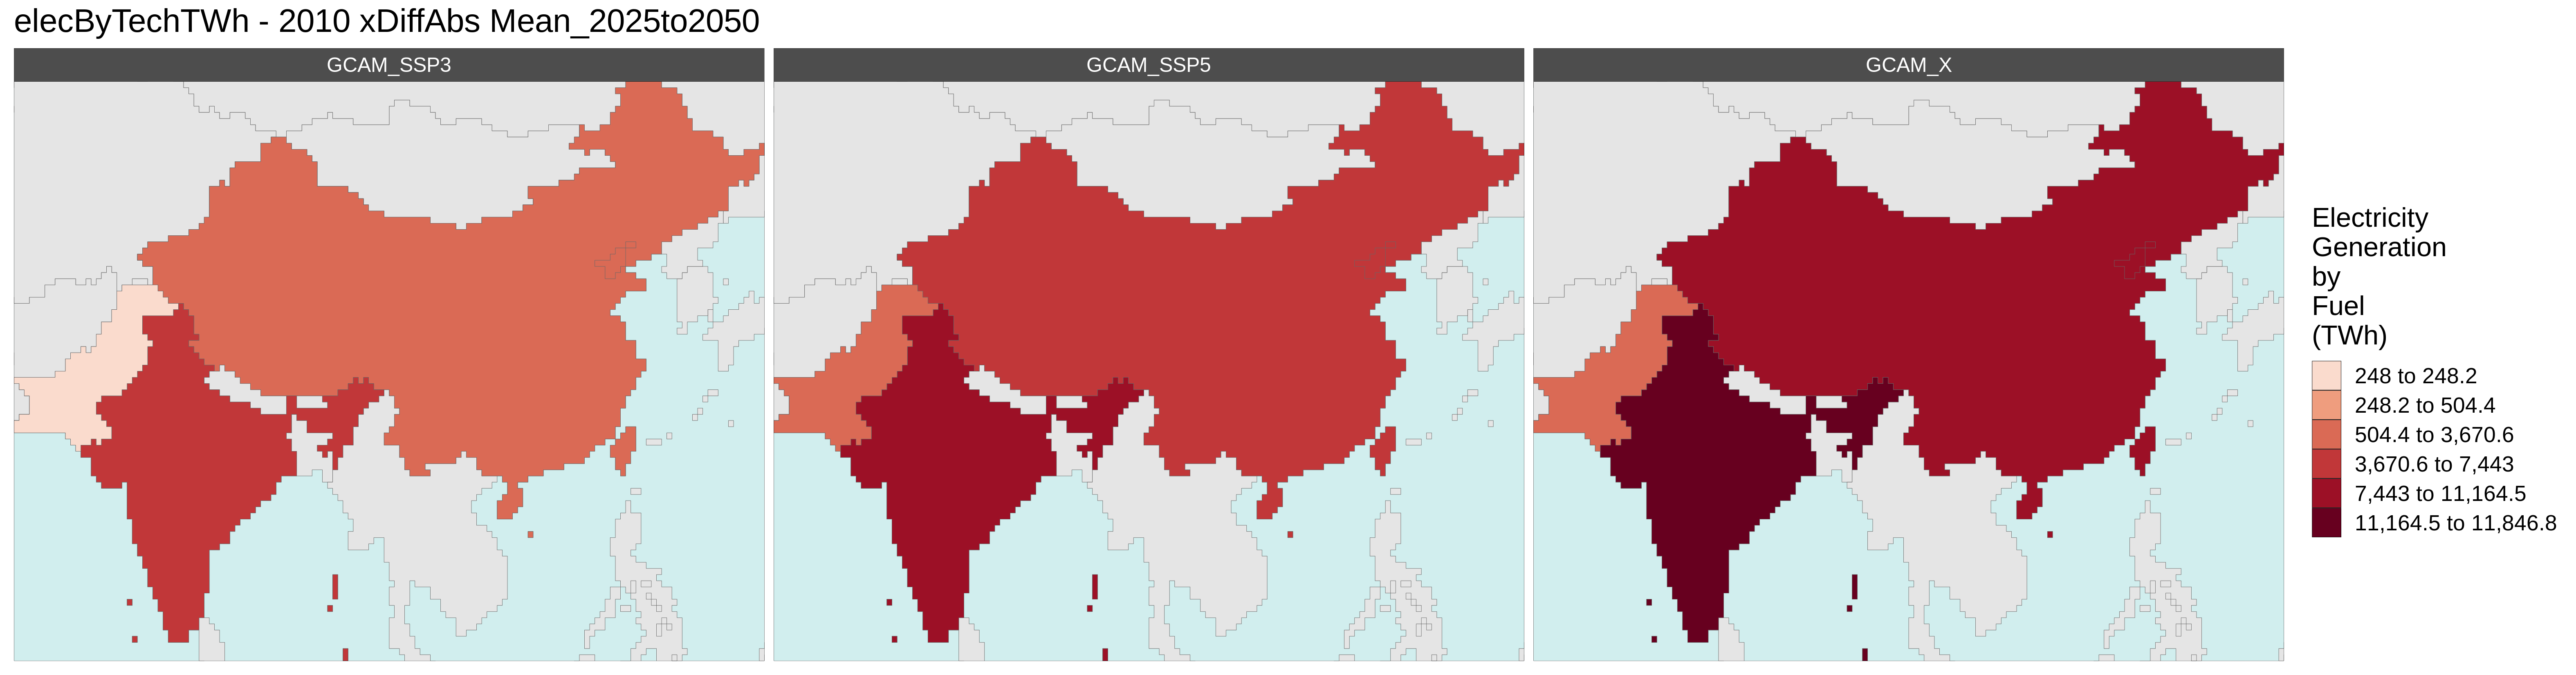 elecByTechTWh - 2010 xDiffAbs Mean_2025to2050
GCAM_SSP3
GCAM_SSP5
GCAM_X
Electricity
Generation
by
Fuel
(TWh)
248 to 248.2
248.2 to 504.4
504.4 to 3,670.6
3,670.6 to 7,443
7,443 to 11,164.5
11,164.5 to 11,846.8